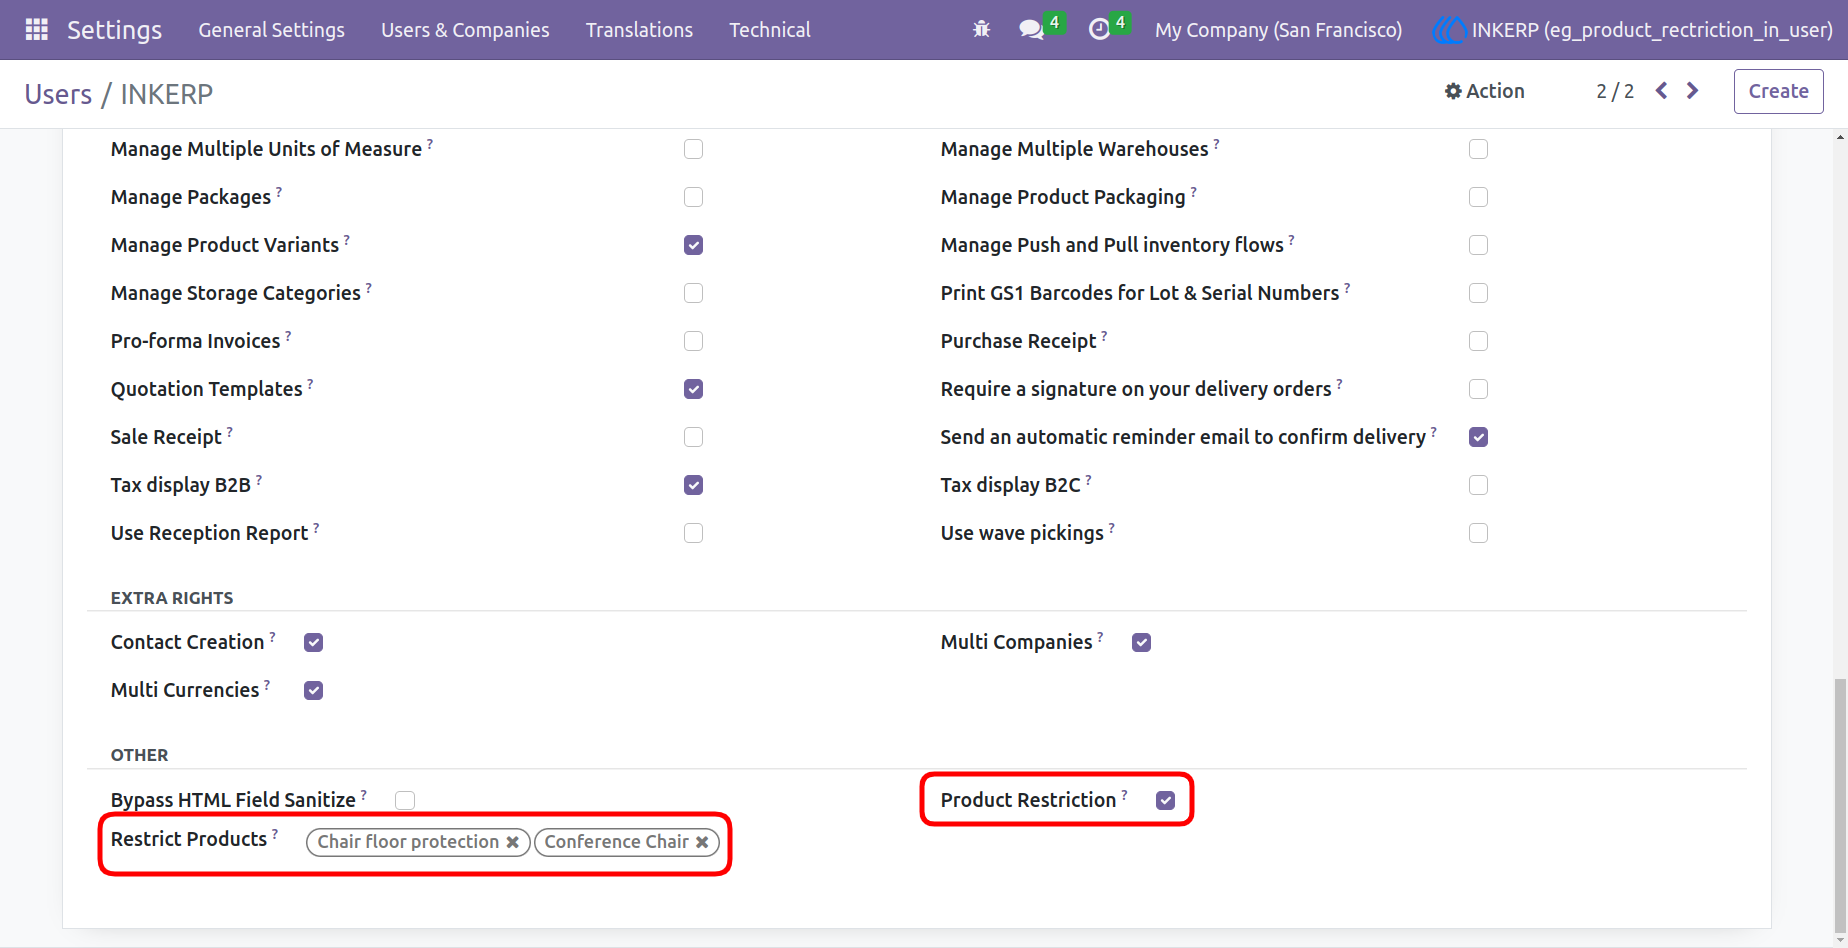 Settings General Settings Users & Companies Translations Technical 4 4 My Company (San Francisco) INKERP (eg_product_rectriction_in_user)
Users / INKERP Action 2 / 2 Create
Manage Multiple Units of Measure ? Manage Multiple Warehouses ?
Manage Packages ? Manage Product Packaging ?
Manage Product Variants ? Manage Push and Pull inventory flows ?
Manage Storage Categories ? Print GS1 Barcodes for Lot & Serial Numbers ?
Pro-forma Invoices ? Purchase Receipt ?
Quotation Templates ? Require a signature on your delivery orders ?
Sale Receipt ? Send an automatic reminder email to confirm delivery ?
Tax display B2B ? Tax display B2C ?
Use Reception Report ? Use wave pickings ?
EXTRA RIGHTS
Contact Creation ? Multi Companies ?
Multi Currencies ?
OTHER
Bypass HTML Field Sanitize ? Product Restriction ?
Restrict Products ? Chair floor protection Conference Chair